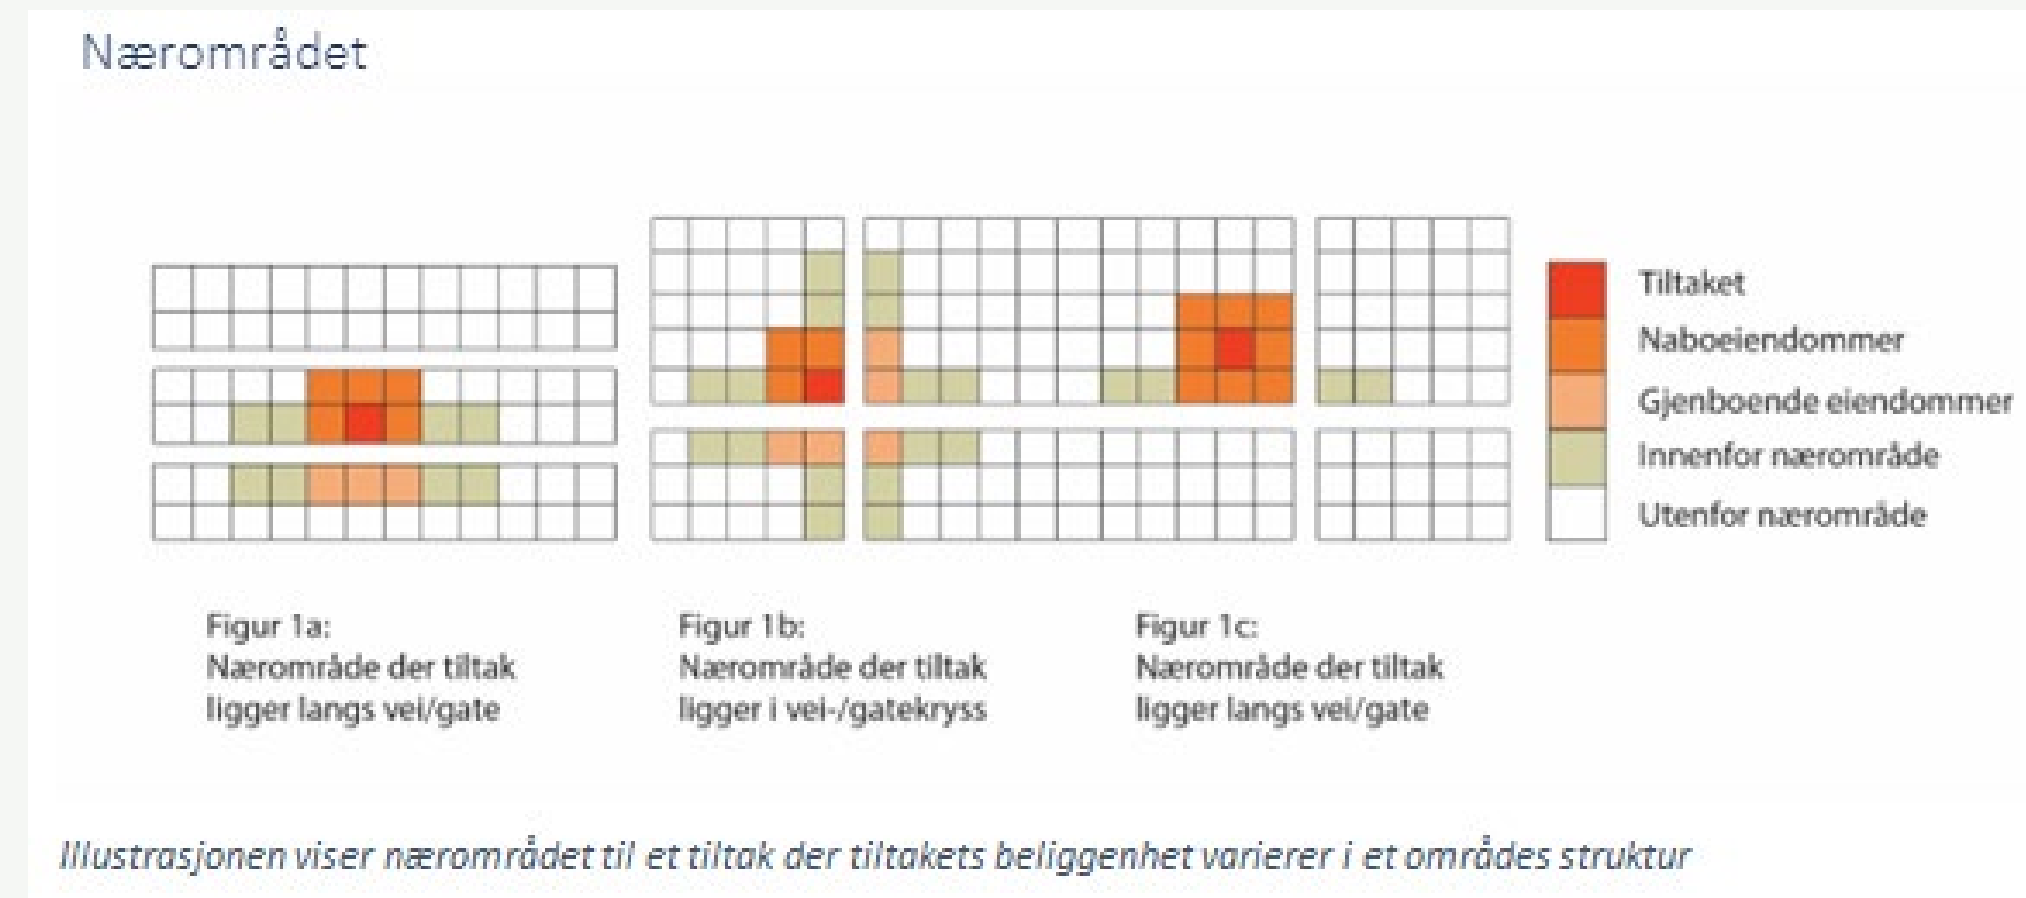 Nærområdet
Tiltaket
Naboeiendommer
Gjenboende eiendommer
Innenfor nærområde
Utenfor nærområde
Figur 1a:
Nærområde der tiltak
ligger langs vei/gate
Figur 1b:
Nærområde der tiltak
ligger i vei-/gatekryss
Figur 1c:
Nærområde der tiltak
ligger langs vei/gate
Illustrasjonen viser nærområdet til et tiltak der tiltakets beliggenhet varierer i et områdes struktur